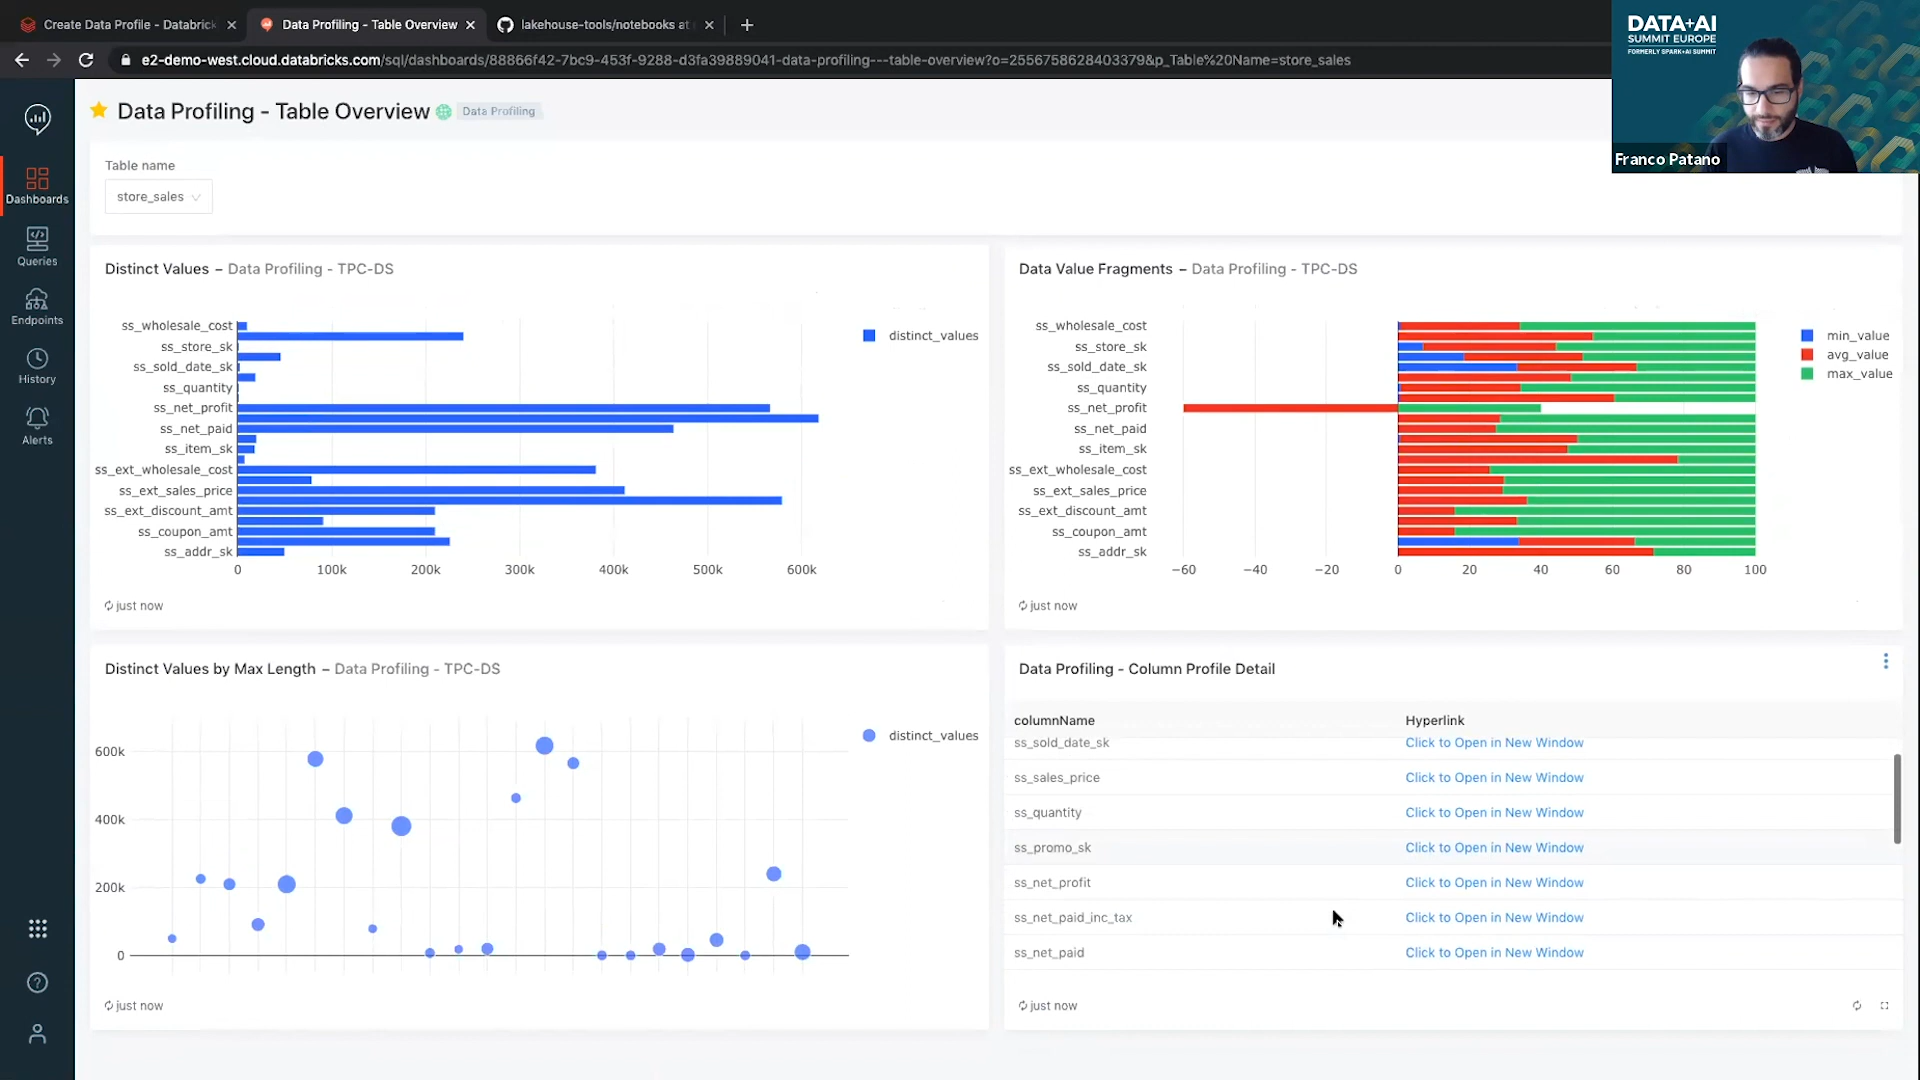 Create Data Profile - Databric
Data Profiling - Table Overview
lakehouse-tools/notebooks at
e2-demo-west.cloud.databricks.com/sql/dashboards/88866f42-7bc9-453f-9288-d3fa39889041-data-profiling---table-overview?o=2556758628403379&p_Table%20Name=store_sales
DATA+AI
SUMMIT EUROPE
FORMERLY SPARK+AI SUMMIT
Franco Patano
Dashboards
Queries
Endpoints
History
Alerts
Data Profiling - Table Overview
Data Profiling
Table name
store_sales
Distinct Values – Data Profiling - TPC-DS
ss_wholesale_cost
ss_store_sk
ss_sold_date_sk
ss_quantity
ss_net_profit
ss_net_paid
ss_item_sk
ss_ext_wholesale_cost
ss_ext_sales_price
ss_ext_discount_amt
ss_coupon_amt
ss_addr_sk
0 100k 200k 300k 400k 500k 600k
distinct_values
just now
Data Value Fragments – Data Profiling - TPC-DS
ss_wholesale_cost
ss_store_sk
ss_sold_date_sk
ss_quantity
ss_net_profit
ss_net_paid
ss_item_sk
ss_ext_wholesale_cost
ss_ext_sales_price
ss_ext_discount_amt
ss_coupon_amt
ss_addr_sk
−60 −40 −20 0 20 40 60 80 100
min_value
avg_value
max_value
just now
Distinct Values by Max Length – Data Profiling - TPC-DS
600k
400k
200k
0
distinct_values
just now
Data Profiling - Column Profile Detail
columnName Hyperlink
ss_sold_date_sk Click to Open in New Window
ss_sales_price Click to Open in New Window
ss_quantity Click to Open in New Window
ss_promo_sk Click to Open in New Window
ss_net_profit Click to Open in New Window
ss_net_paid_inc_tax Click to Open in New Window
ss_net_paid Click to Open in New Window
just now